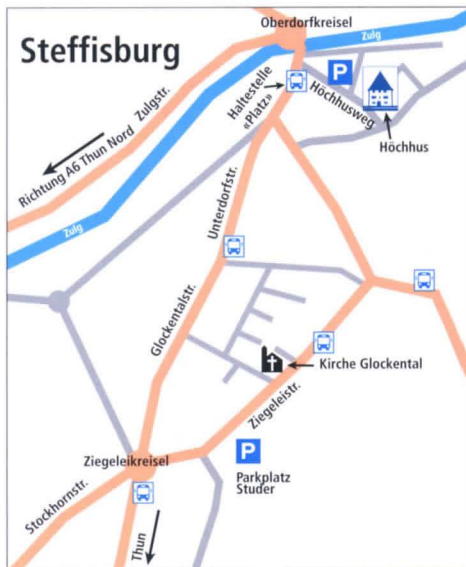 Oberdorfkreisel
Steffisburg
Zulg
P
Haltestelle
«Platz»
Höchhusweg
Höchhus
Zulgstr.
Richtung A6 Thun Nord
Zulg
Unterdorfstr.
Glockentalstr.
Kirche Glockental
Ziegeleistr.
Ziegeleikreisel
P
Parkplatz
Studer
Stockhornstr.
Thun